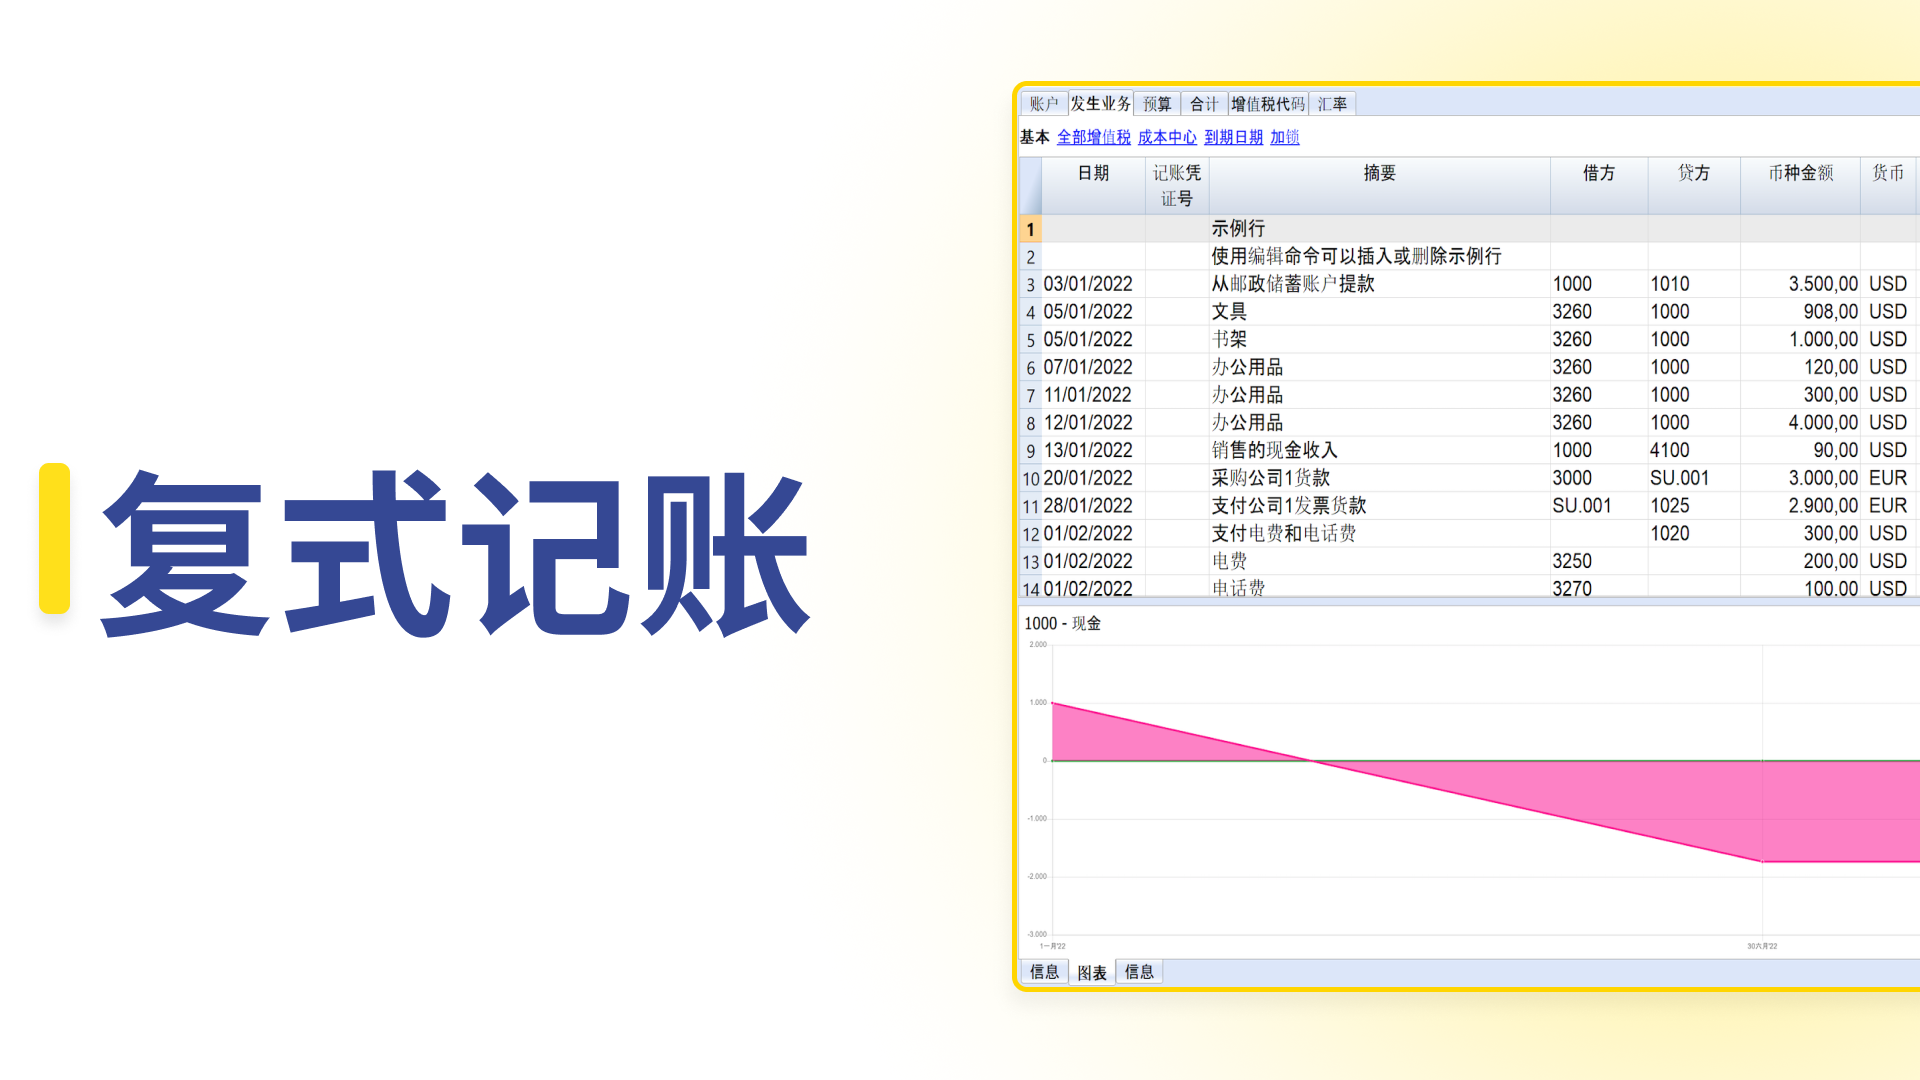 复式记账
账户 发生业务 预算 合计 增值税代码 汇率
基本 全部增值税 成本中心 到期日期 加锁
日期 记账凭证号 摘要 借方 贷方 币种金额 货币
1 示例行
2 使用编辑命令可以插入或删除示例行
3 03/01/2022 从邮政储蓄账户提款 1000 1010 3.500,00 USD
4 05/01/2022 文具 3260 1000 908,00 USD
5 05/01/2022 书架 3260 1000 1.000,00 USD
6 07/01/2022 办公用品 3260 1000 120,00 USD
7 11/01/2022 办公用品 3260 1000 300,00 USD
8 12/01/2022 办公用品 3260 1000 4.000,00 USD
9 13/01/2022 销售的现金收入 1000 4100 90,00 USD
10 20/01/2022 采购公司1货款 3000 SU.001 3.000,00 EUR
11 28/01/2022 支付公司1发票货款 SU.001 1025 2.900,00 EUR
12 01/02/2022 支付电费和电话费 1020 300,00 USD
13 01/02/2022 电费 3250 200,00 USD
14 01/02/2022 电话费 3270 100.00 USD
1000 - 现金
2.000
1.000
0
-1.000
-2.000
-3.000
1一月'22 30六月'22
信息 图表 信息